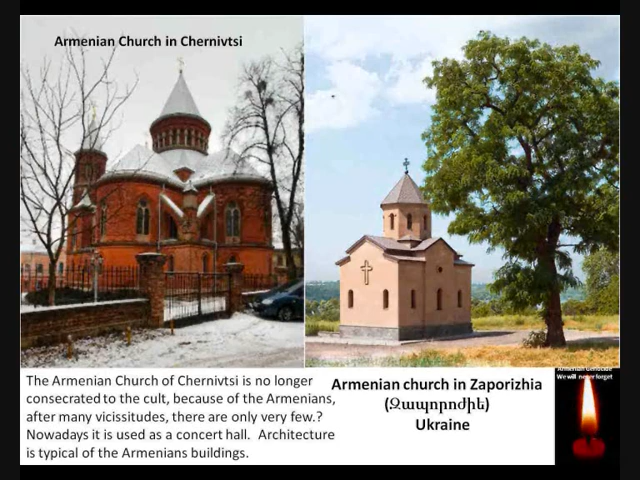 Armenian Church in Chernivtsi
The Armenian Church of Chernivtsi is no longer
consecrated to the cult, because of the Armenians,
after many vicissitudes, there are only very few.?
Nowadays it is used as a concert hall. Architecture
is typical of the Armenians buildings.
Armenian church in Zaporizhia
(Զապորոժիե)
Ukraine
Armenian Genocide
We will never forget